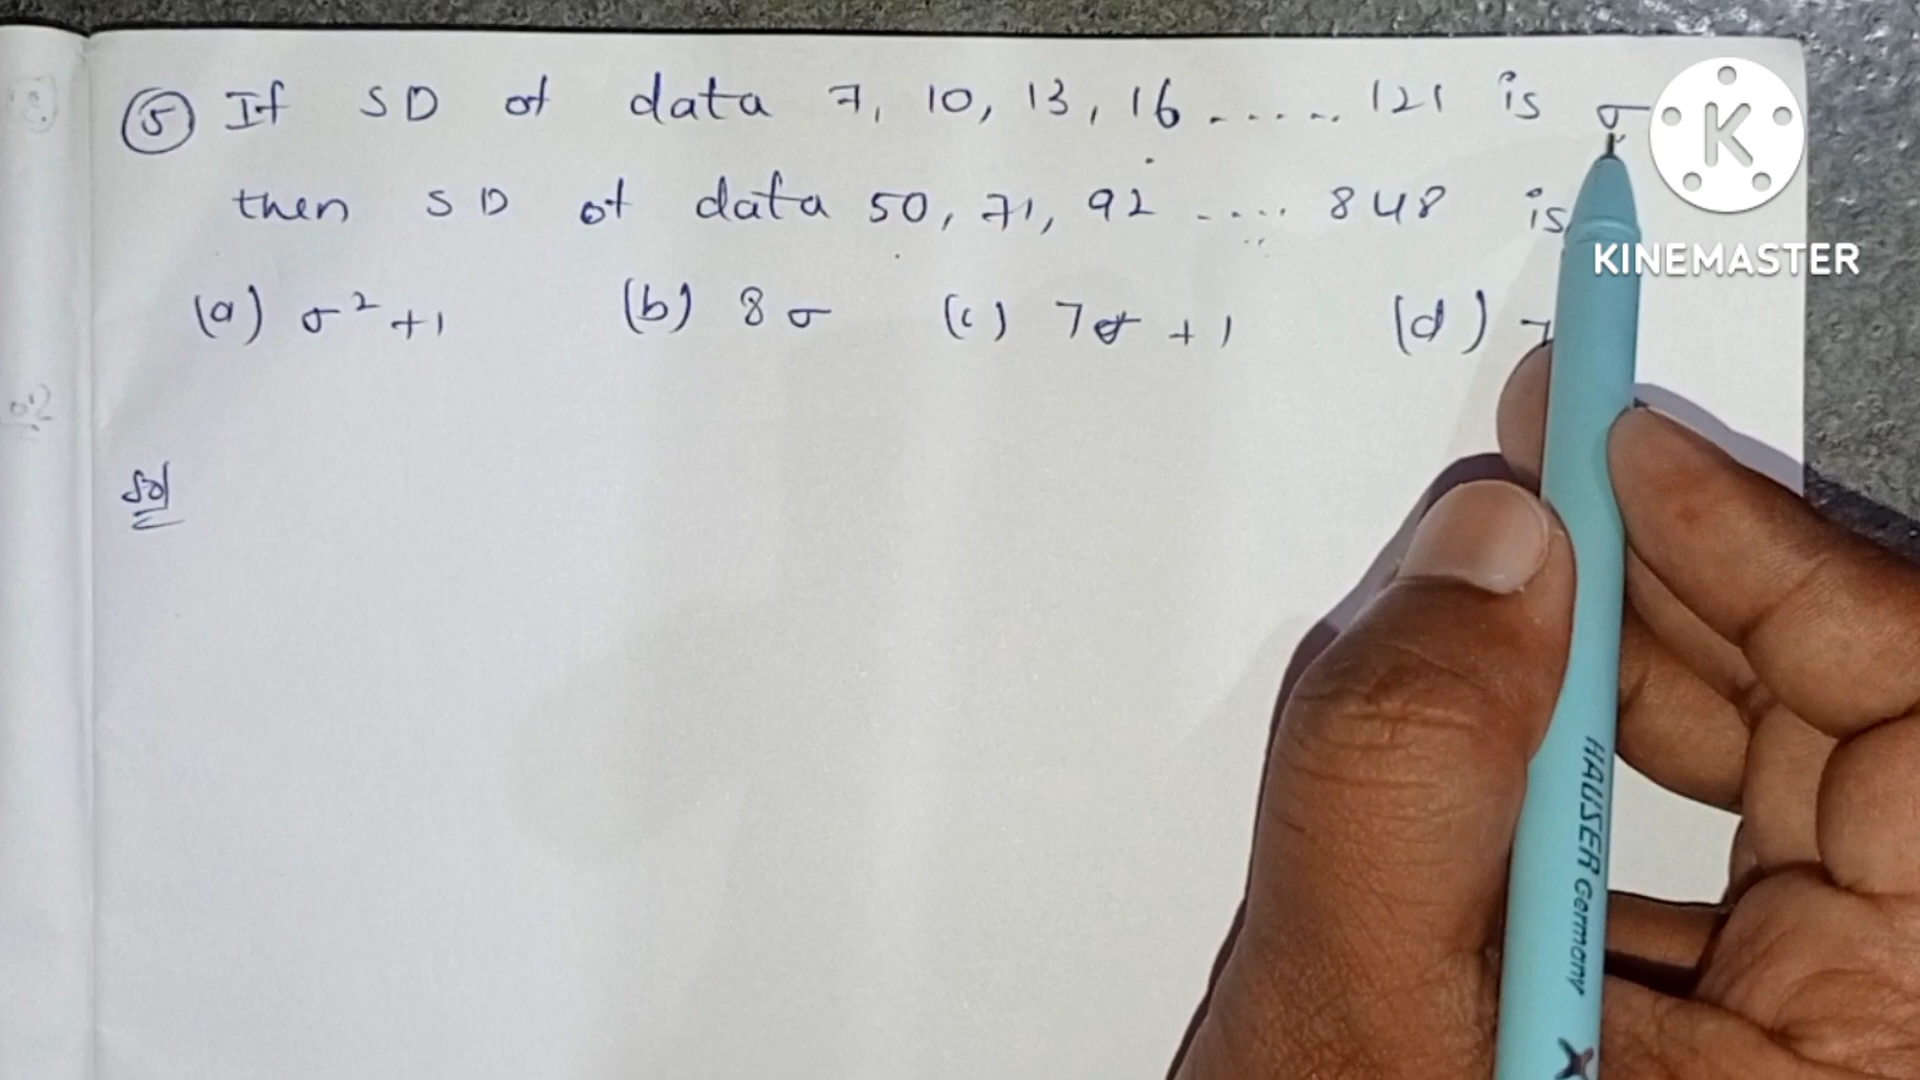 (5) If SD of data 7, 10, 13, 16 ..... 121 is σ
then SD of data 50, 71, 92 .... 848 is
(a) σ² + 1 (b) 8σ (c) 7σ + 1 (d) 7
Sol
K
KINEMASTER
HAUSER Germany